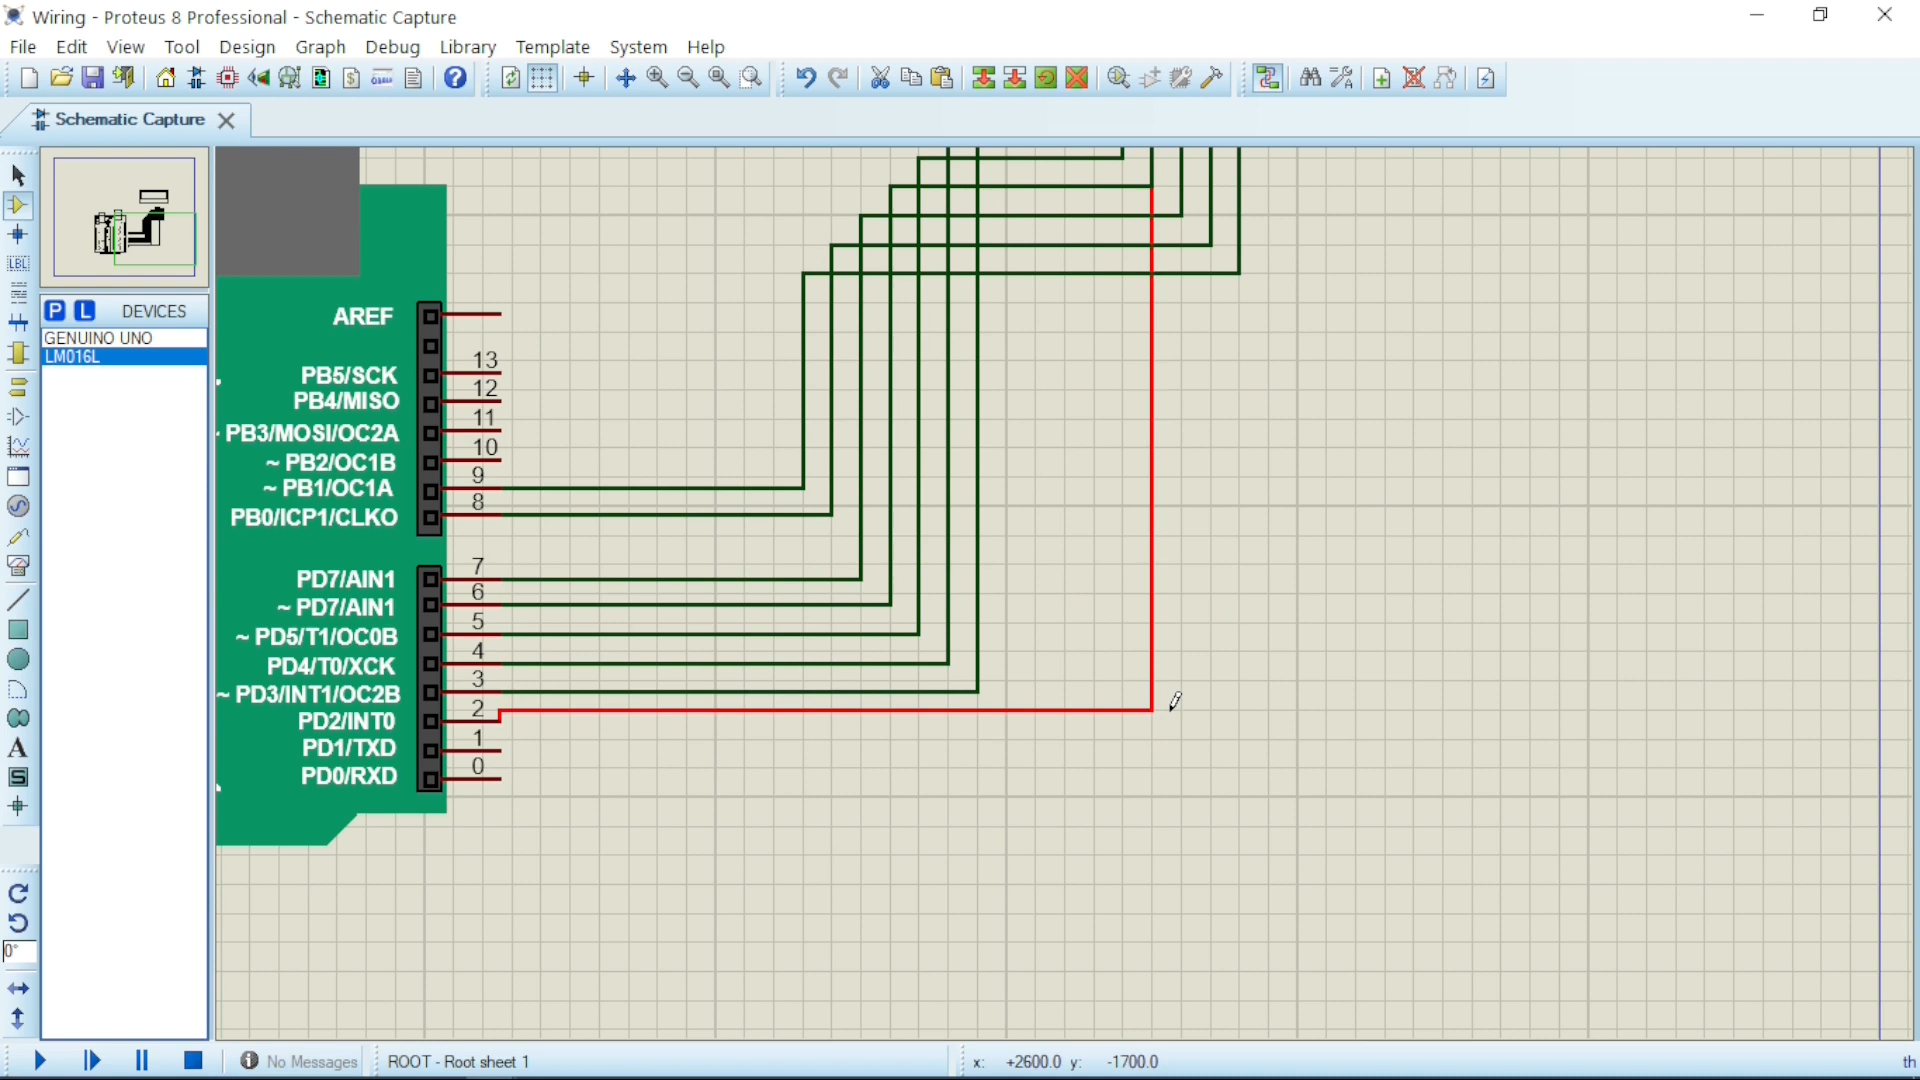 Wiring - Proteus 8 Professional - Schematic Capture
File Edit View Tool Design Graph Debug Library Template System Help
Schematic Capture
P L DEVICES
GENUINO UNO
LM016L
LBL
A
S
0°
AREF
13
PB5/SCK
12
PB4/MISO
11
PB3/MOSI/OC2A
10
~ PB2/OC1B
9
~ PB1/OC1A
8
PB0/ICP1/CLKO
7
PD7/AIN1
6
~ PD7/AIN1
5
~ PD5/T1/OC0B
4
PD4/T0/XCK
3
~ PD3/INT1/OC2B
2
PD2/INT0
1
PD1/TXD
0
PD0/RXD
No Messages ROOT - Root sheet 1 x: +2600.0 y: -1700.0 th